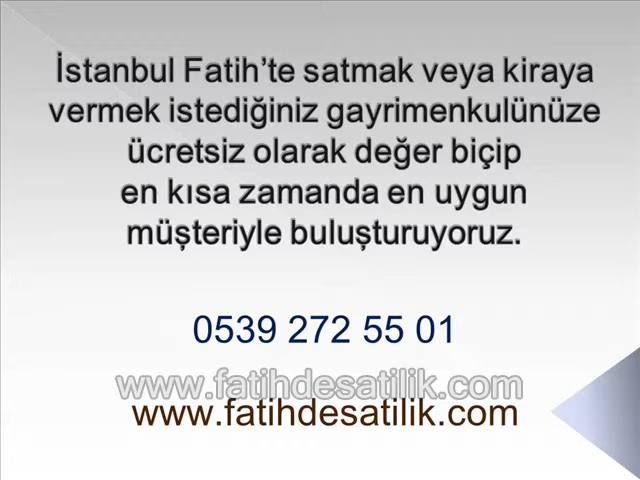 İstanbul Fatih’te satmak veya kiraya
vermek istediğiniz gayrimenkulünüze
ücretsiz olarak değer biçip
en kısa zamanda en uygun
müşteriyle buluşturuyoruz.
0539 272 55 01
www.fatihdesatilik.com
www.fatihdesatilik.com